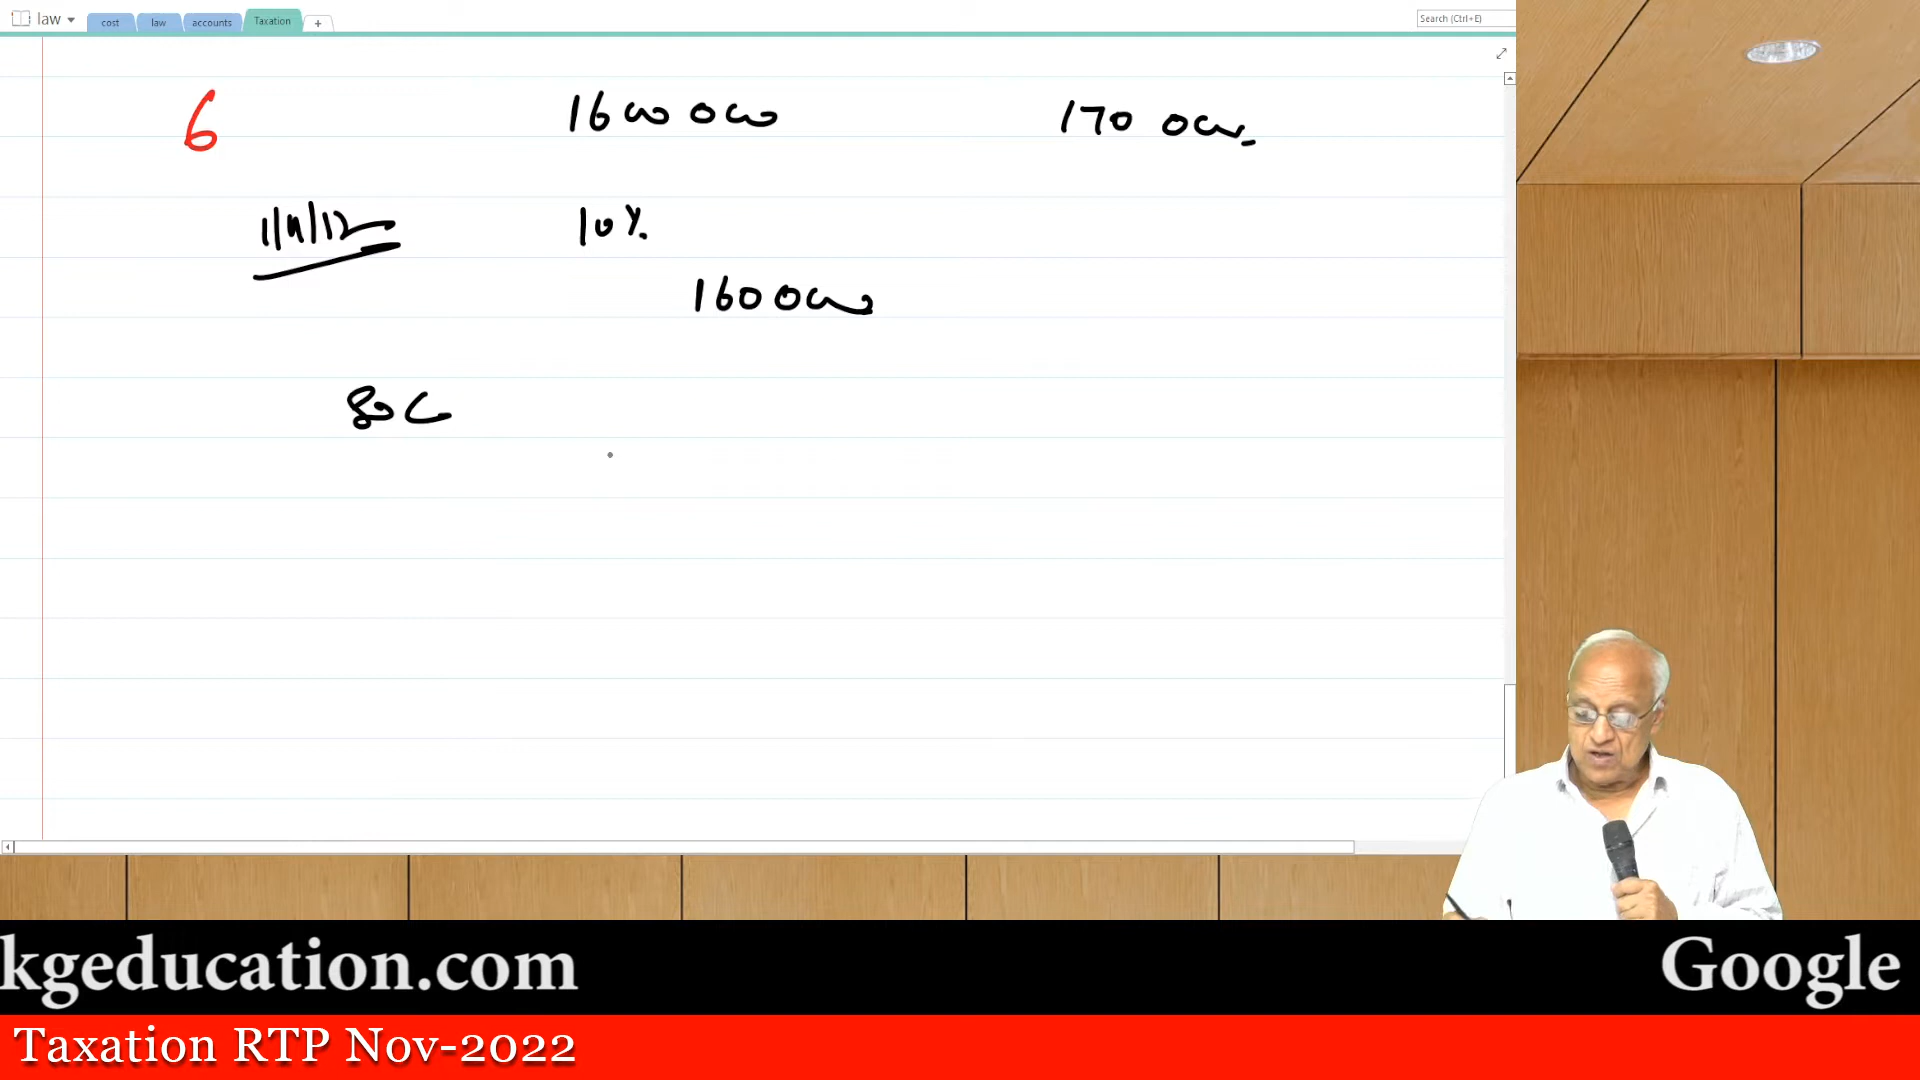 law cost law accounts Taxation + Search (Ctrl+E)
6 1600000 170000
1/4/12 10%
160000
80C
kgeducation.com Google
Taxation RTP Nov-2022